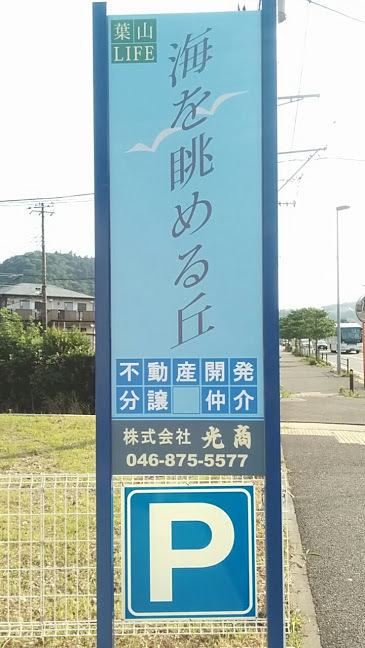 葉山
LIFE
海を眺める丘
不動産開発
分譲 仲介
株式会社 光商
046-875-5577
P